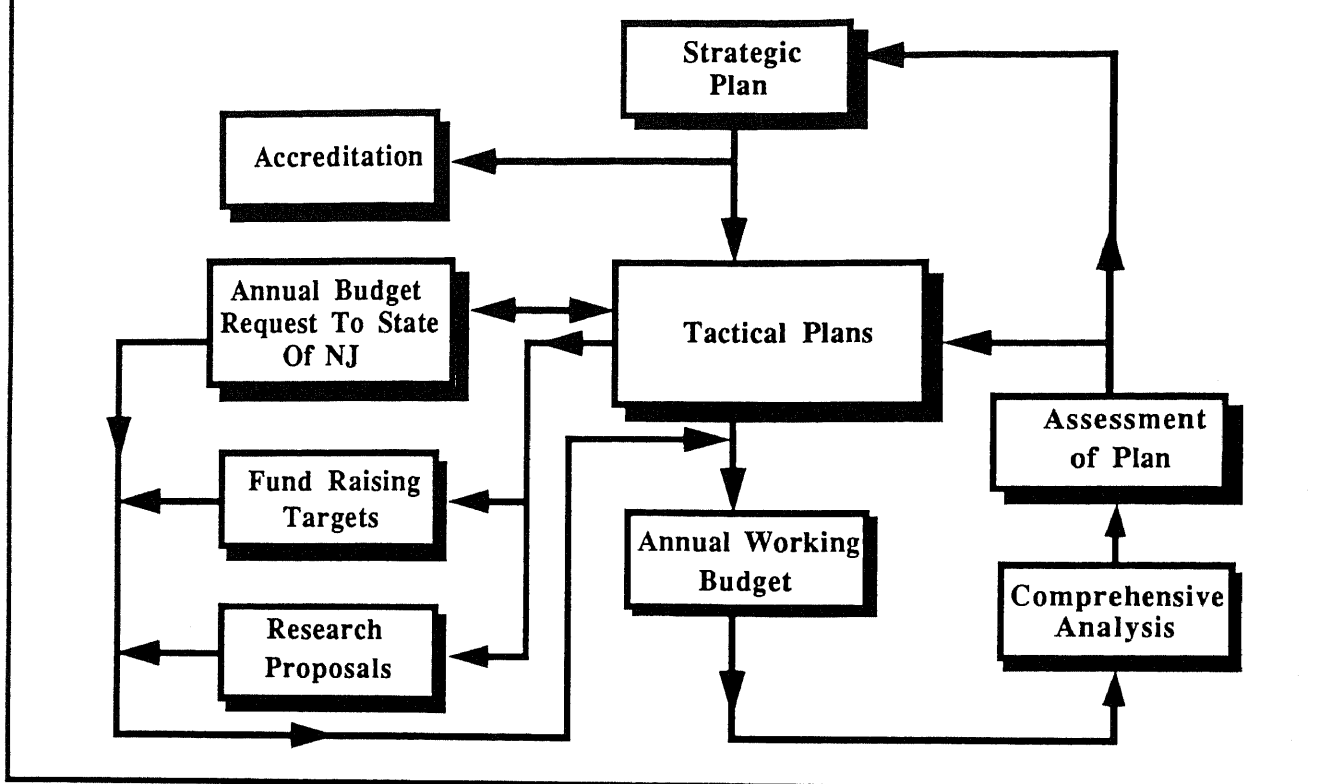 Strategic
Plan
Accreditation
Annual Budget
Request To State
Of NJ
Tactical Plans
Assessment
of Plan
Fund Raising
Targets
Annual Working
Budget
Comprehensive
Analysis
Research
Proposals